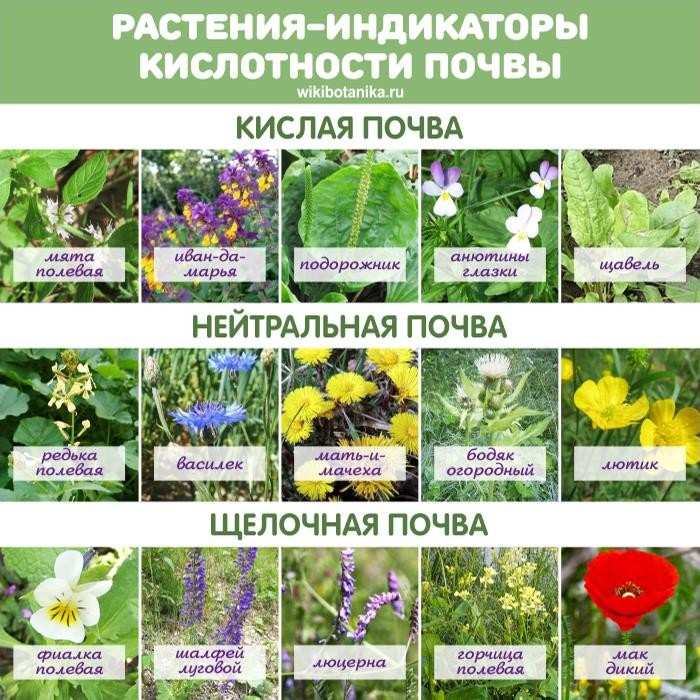 РАСТЕНИЯ-ИНДИКАТОРЫ
КИСЛОТНОСТИ ПОЧВЫ
wikibotanika.ru
КИСЛАЯ ПОЧВА
мята
полевая
иван-да-
марья
подорожник
анютины
глазки
щавель
НЕЙТРАЛЬНАЯ ПОЧВА
редька
полевая
василек
мать-и-
мачеха
бодяк
огородный
лютик
ЩЕЛОЧНАЯ ПОЧВА
фиалка
полевая
шалфей
луговой
люцерна
горчица
полевая
мак
дикий